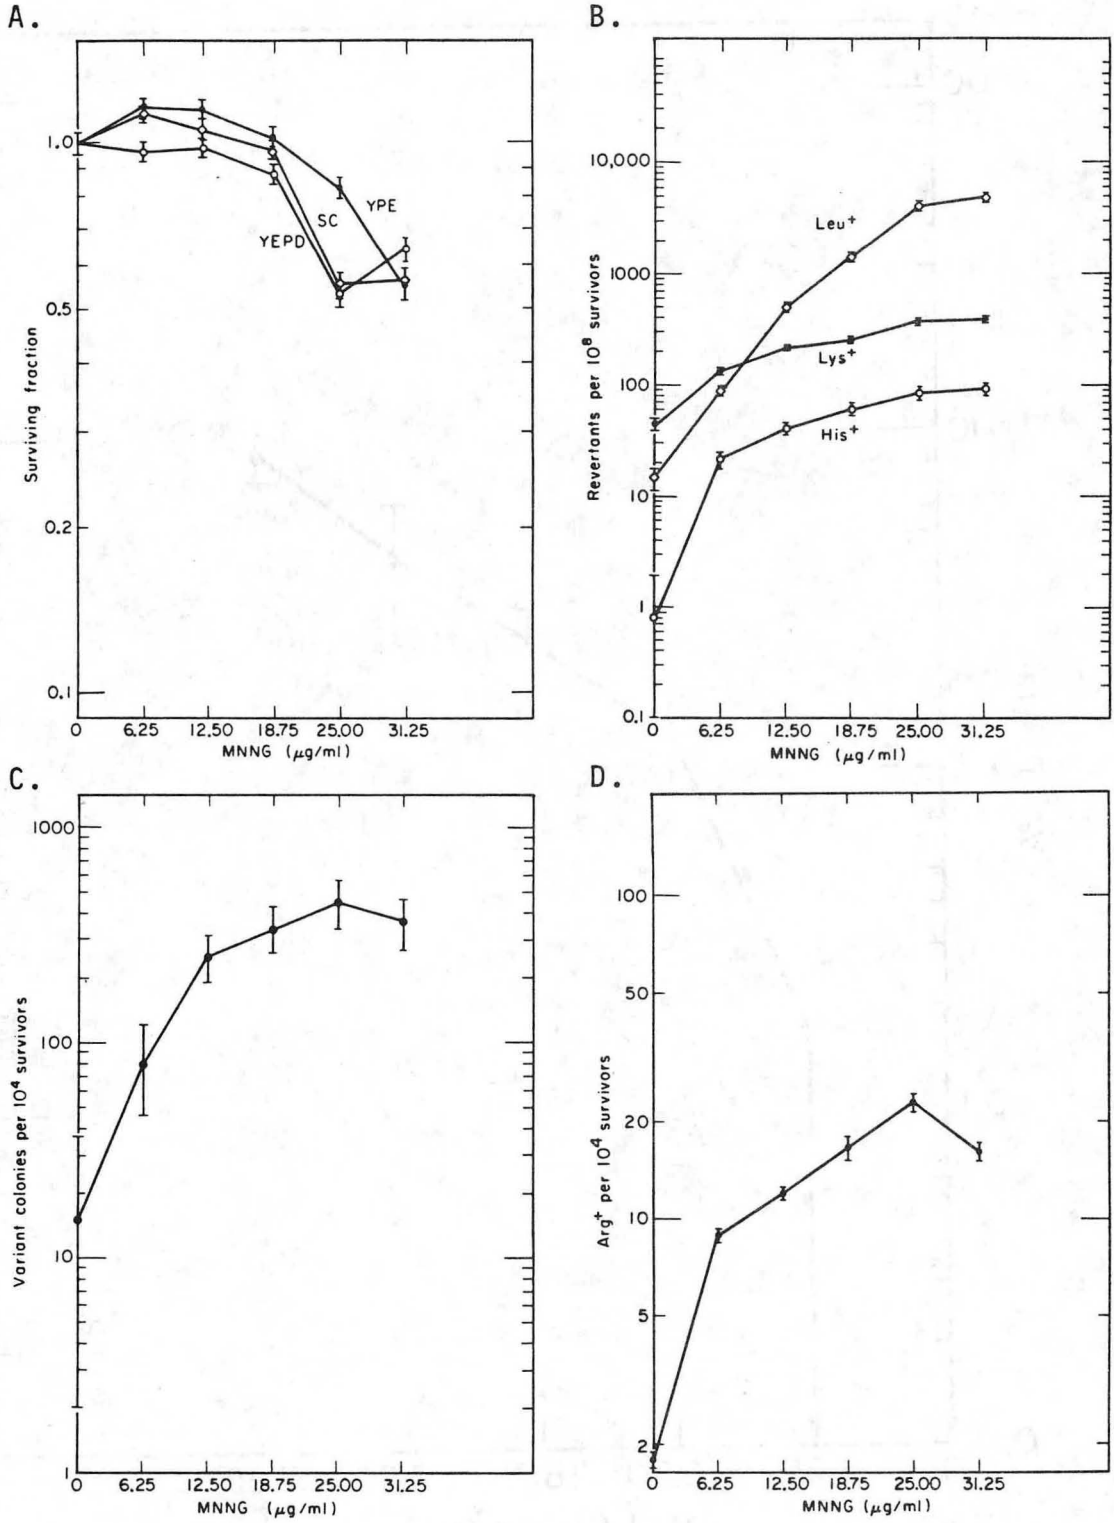 A.
1.0
0.5
0.2
0.1
Surviving fraction
YPE
SC
YEPD
0 6.25 12.50 18.75 25.00 31.25
MNNG (µg/ml)
B.
10,000
1000
100
10
1
0.1
Revertants per 10⁸ survivors
Leu⁺
Lys⁺
His⁺
0 6.25 12.50 18.75 25.00 31.25
MNNG (µg/ml)
C.
1000
100
10
1
Variant colonies per 10⁴ survivors
0 6.25 12.50 18.75 25.00 31.25
MNNG (µg/ml)
D.
100
50
20
10
5
2
Arg⁺ per 10⁴ survivors
0 6.25 12.50 18.75 25.00 31.25
MNNG (µg/ml)